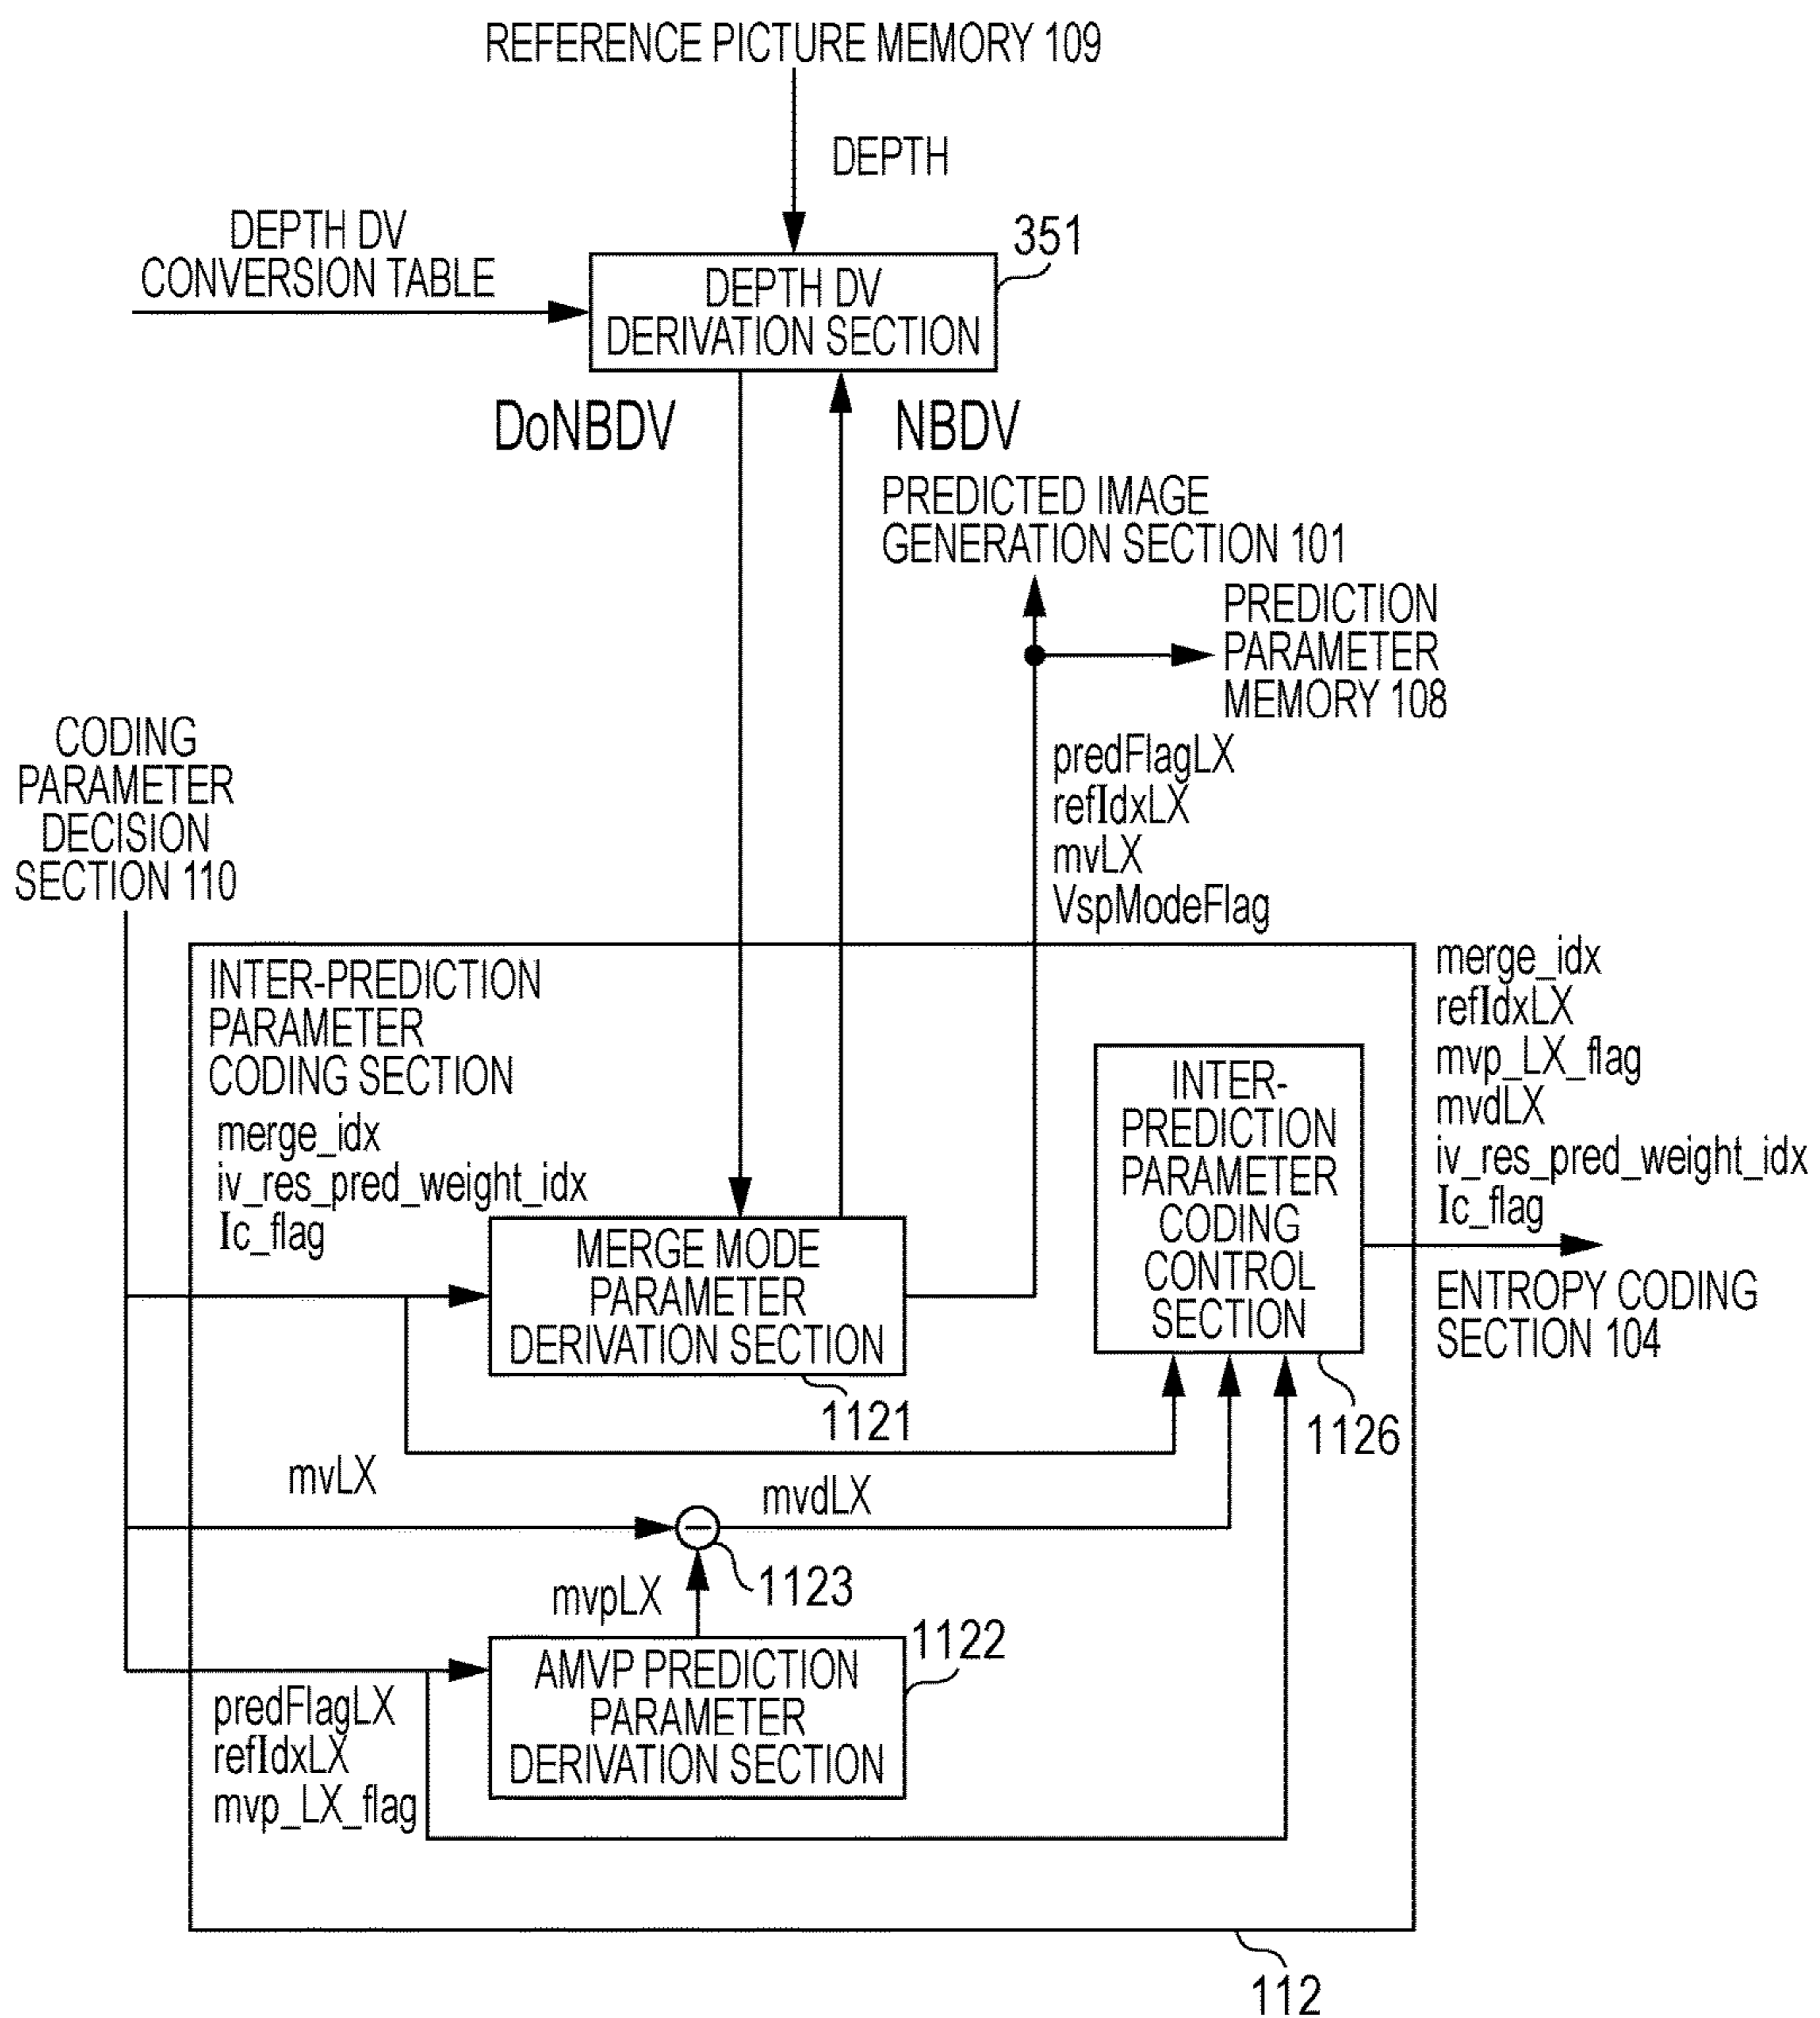 REFERENCE PICTURE MEMORY 109
DEPTH
DEPTH DV
CONVERSION TABLE
351
DEPTH DV
DERIVATION SECTION
DoNBDV
NBDV
PREDICTED IMAGE
GENERATION SECTION 101
PREDICTION
PARAMETER
MEMORY 108
predFlagLX
refIdxLX
mvLX
VspModeFlag
CODING
PARAMETER
DECISION
SECTION 110
INTER-PREDICTION
PARAMETER
CODING SECTION
merge_idx
iv_res_pred_weight_idx
Ic_flag
MERGE MODE
PARAMETER
DERIVATION SECTION
1121
INTER-
PREDICTION
PARAMETER
CODING
CONTROL
SECTION
1126
merge_idx
refIdxLX
mvp_LX_flag
mvdLX
iv_res_pred_weight_idx
Ic_flag
ENTROPY CODING
SECTION 104
mvLX
mvdLX
1123
mvpLX
1122
AMVP PREDICTION
PARAMETER
DERIVATION SECTION
predFlagLX
refIdxLX
mvp_LX_flag
112